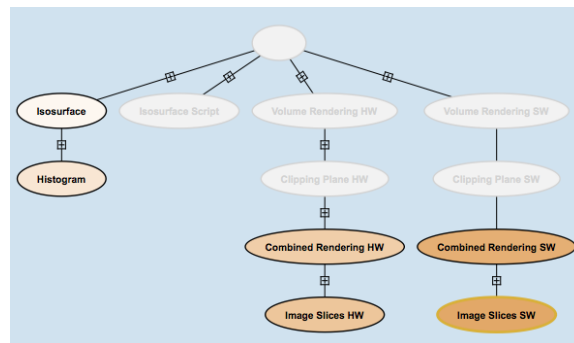 Isosurface
Isosurface Script
Volume Rendering HW
Volume Rendering SW
Histogram
Clipping Plane HW
Clipping Plane SW
Combined Rendering HW
Combined Rendering SW
Image Slices HW
Image Slices SW